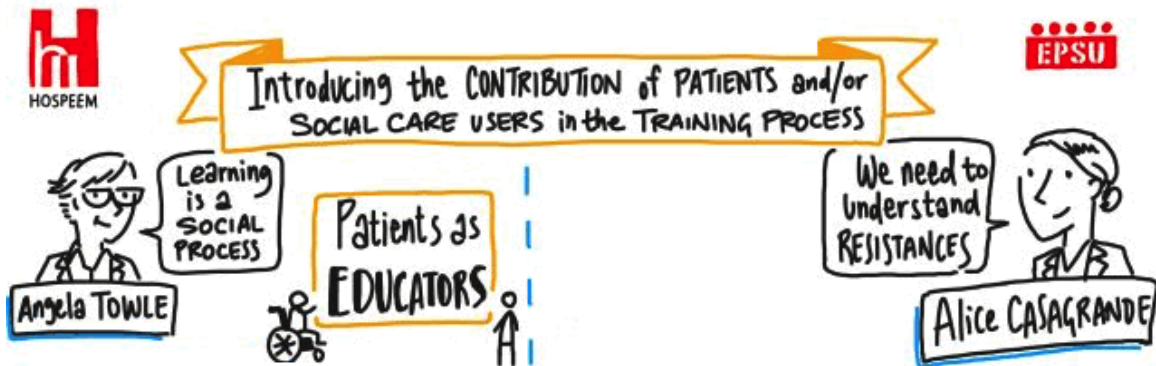 HOSPEEM
EPSU
Introducing the CONTRIBUTION of PATIENTS and/or
SOCIAL CARE USERS in the TRAINING PROCESS
Learning
is a
SOCIAL
PROCESS
Angela TOWLE
Patients as
EDUCATORS
We need to
understand
RESISTANCES
Alice CASAGRANDE